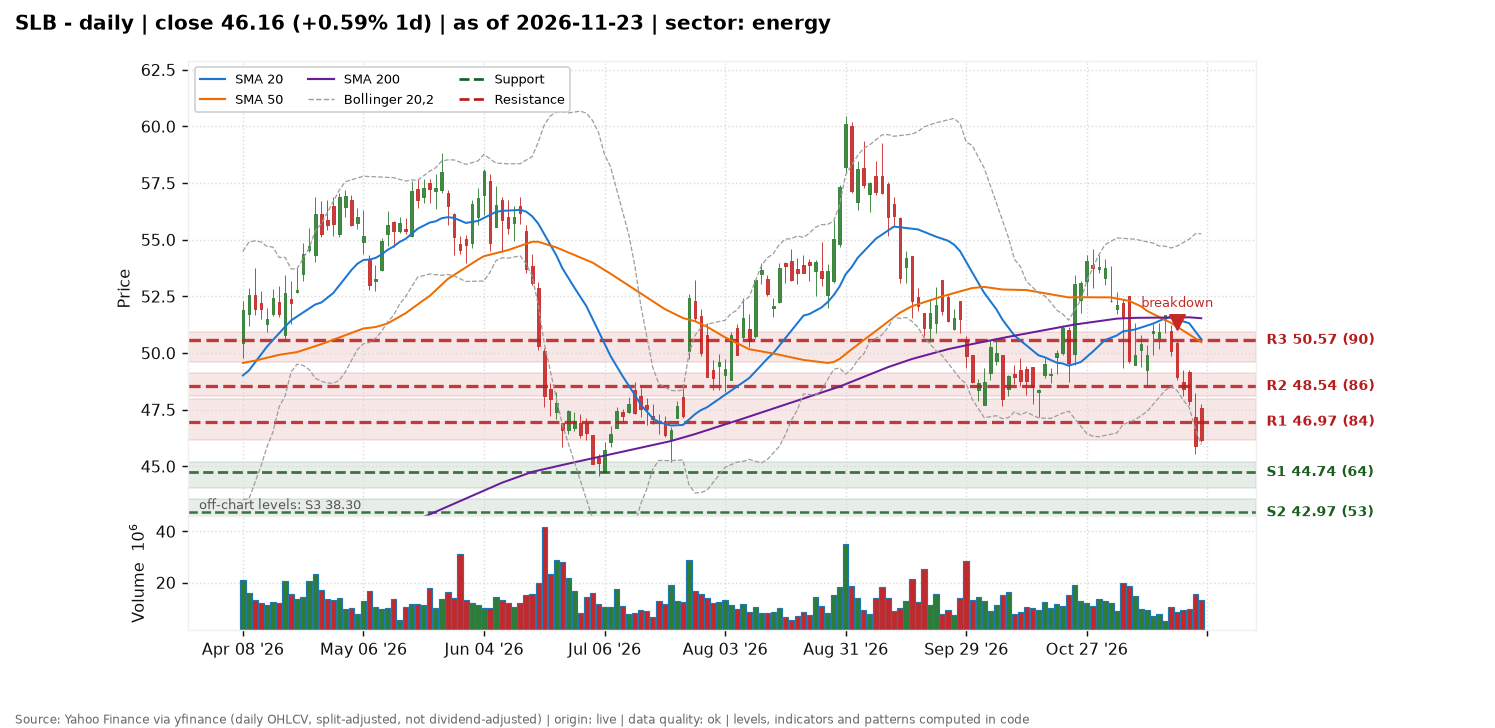 SLB - daily | close 46.16 (+0.59% 1d) | as of 2026-11-23 | sector: energy
SMA 20
SMA 50
SMA 200
Bollinger 20,2
Support
Resistance
Price
62.5
60.0
57.5
55.0
52.5
50.0
47.5
45.0
breakdown
R3 50.57 (90)
R2 48.54 (86)
R1 46.97 (84)
S1 44.74 (64)
S2 42.97 (53)
off-chart levels: S3 38.30
Volume 10⁶
40
20
Apr 08 '26
May 06 '26
Jun 04 '26
Jul 06 '26
Aug 03 '26
Aug 31 '26
Sep 29 '26
Oct 27 '26
Source: Yahoo Finance via yfinance (daily OHLCV, split-adjusted, not dividend-adjusted) | origin: live | data quality: ok | levels, indicators and patterns computed in code